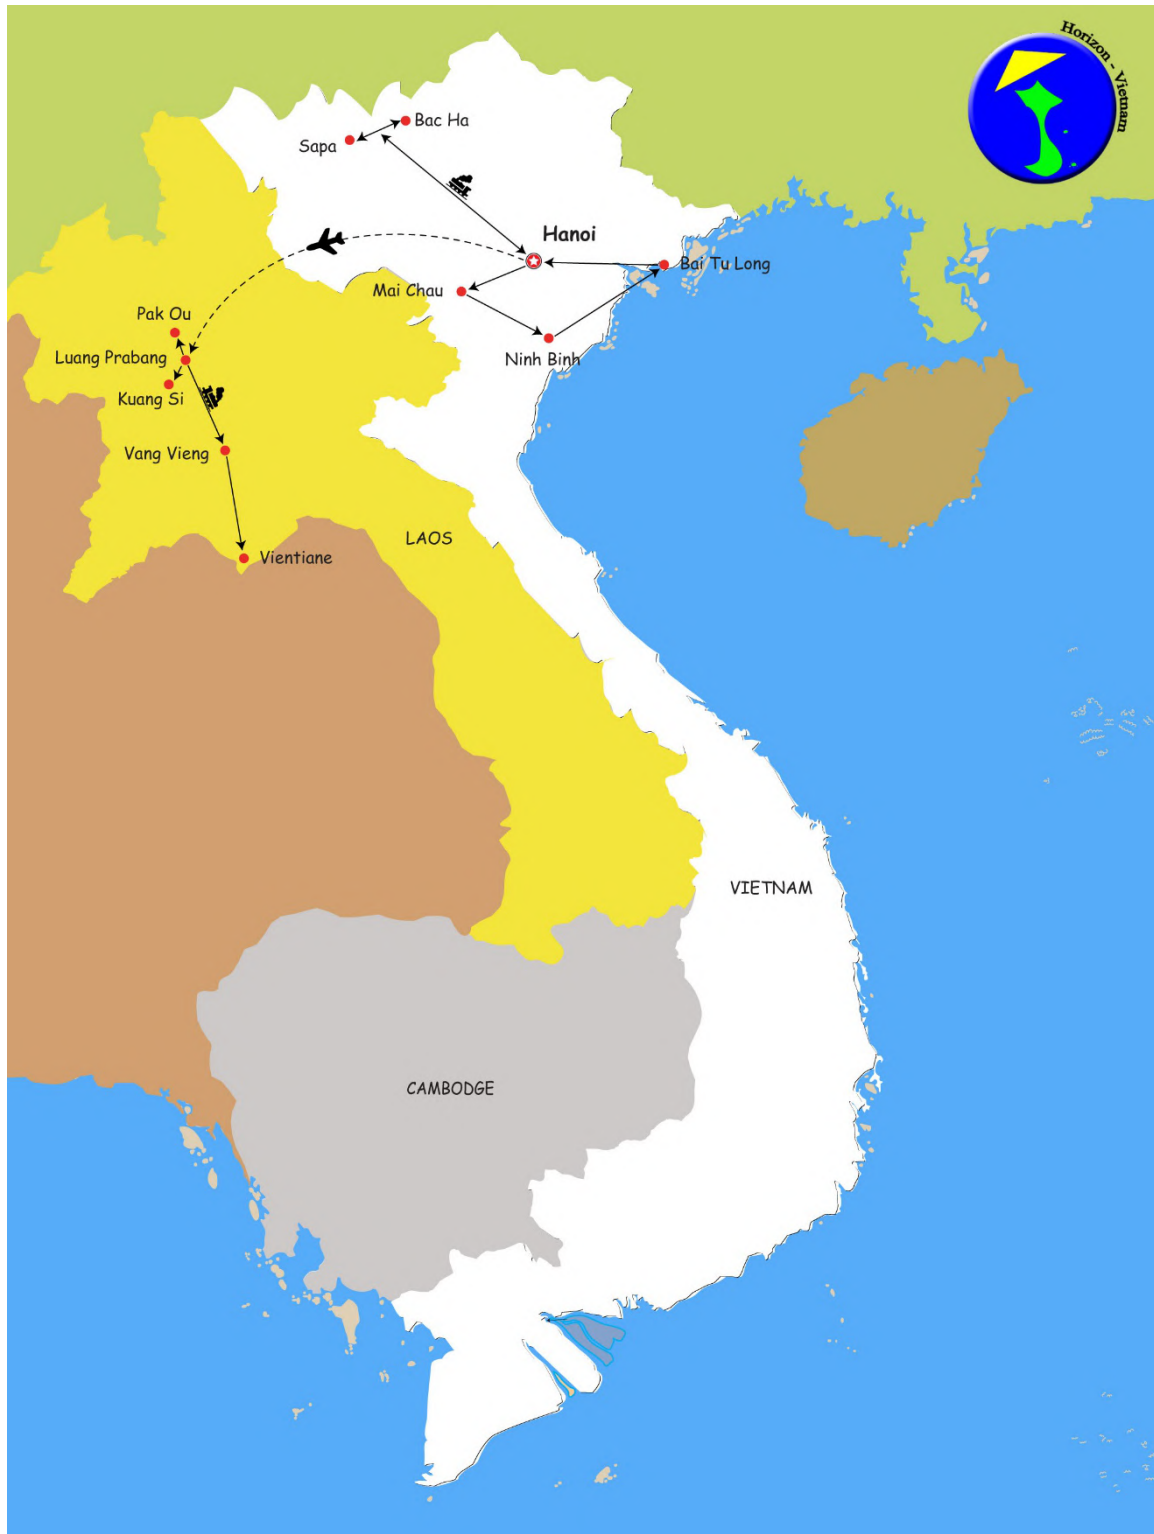 Horizon - Vietnam
Bac Ha
Sapa
Hanoi
Bai Tu Long
Mai Chau
Pak Ou
Ninh Binh
Luang Prabang
Kuang Si
Vang Vieng
LAOS
Vientiane
VIETNAM
CAMBODGE